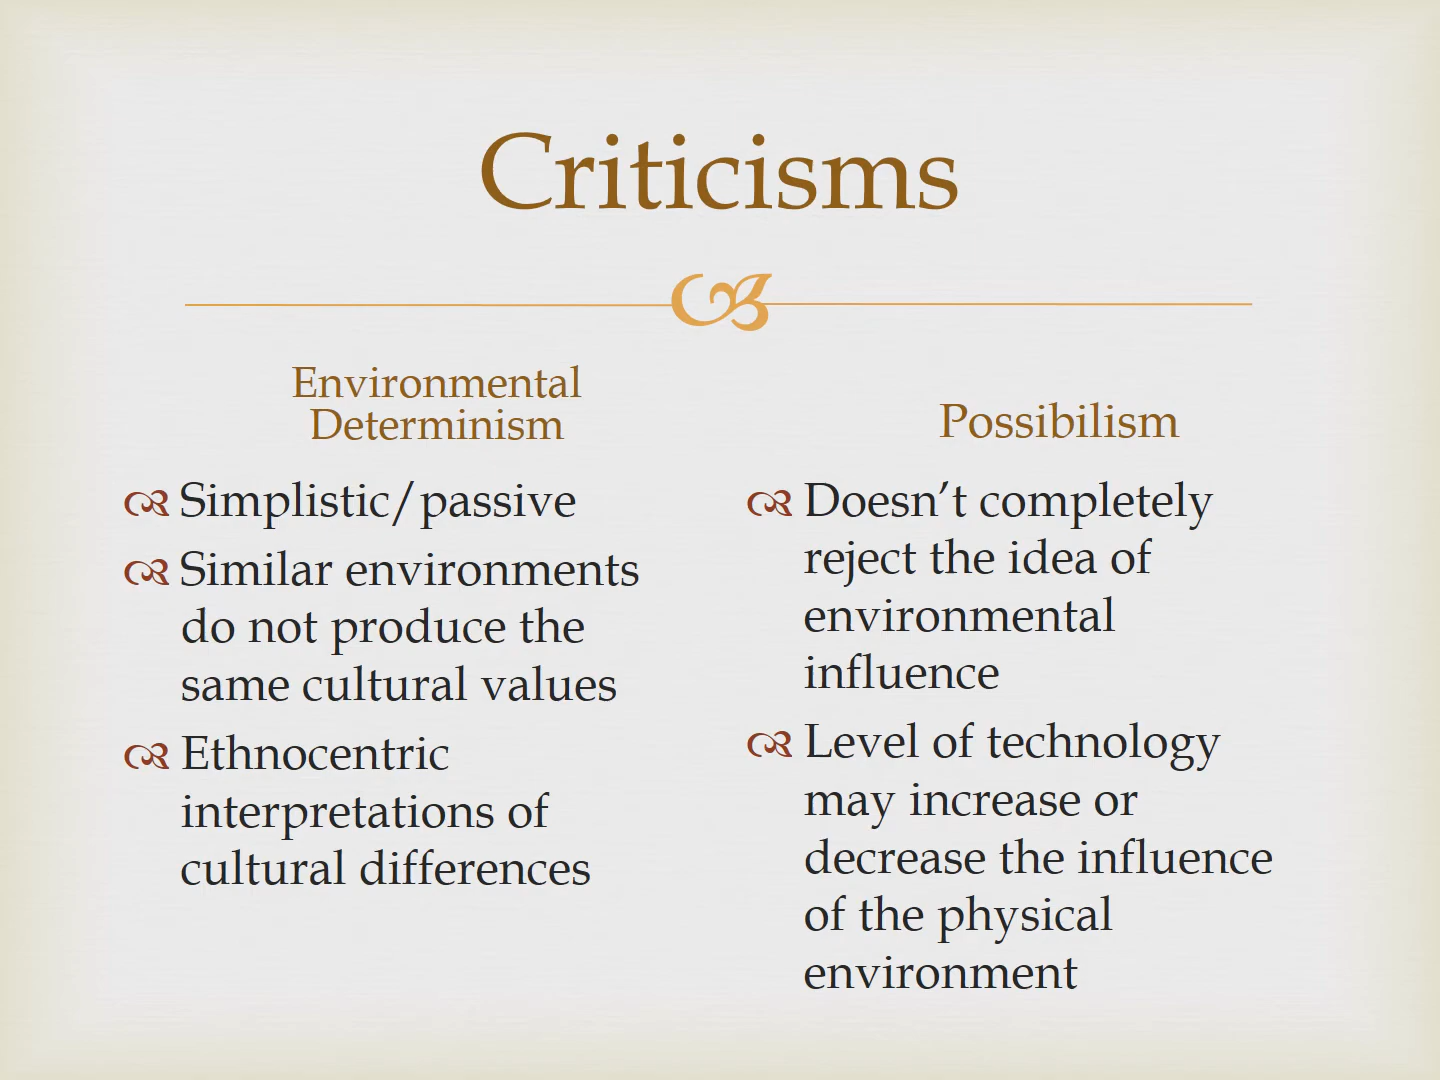 Criticisms
Environmental
Determinism
Simplistic/passive
Similar environments
do not produce the
same cultural values
Ethnocentric
interpretations of
cultural differences
Possibilism
Doesn’t completely
reject the idea of
environmental
influence
Level of technology
may increase or
decrease the influence
of the physical
environment